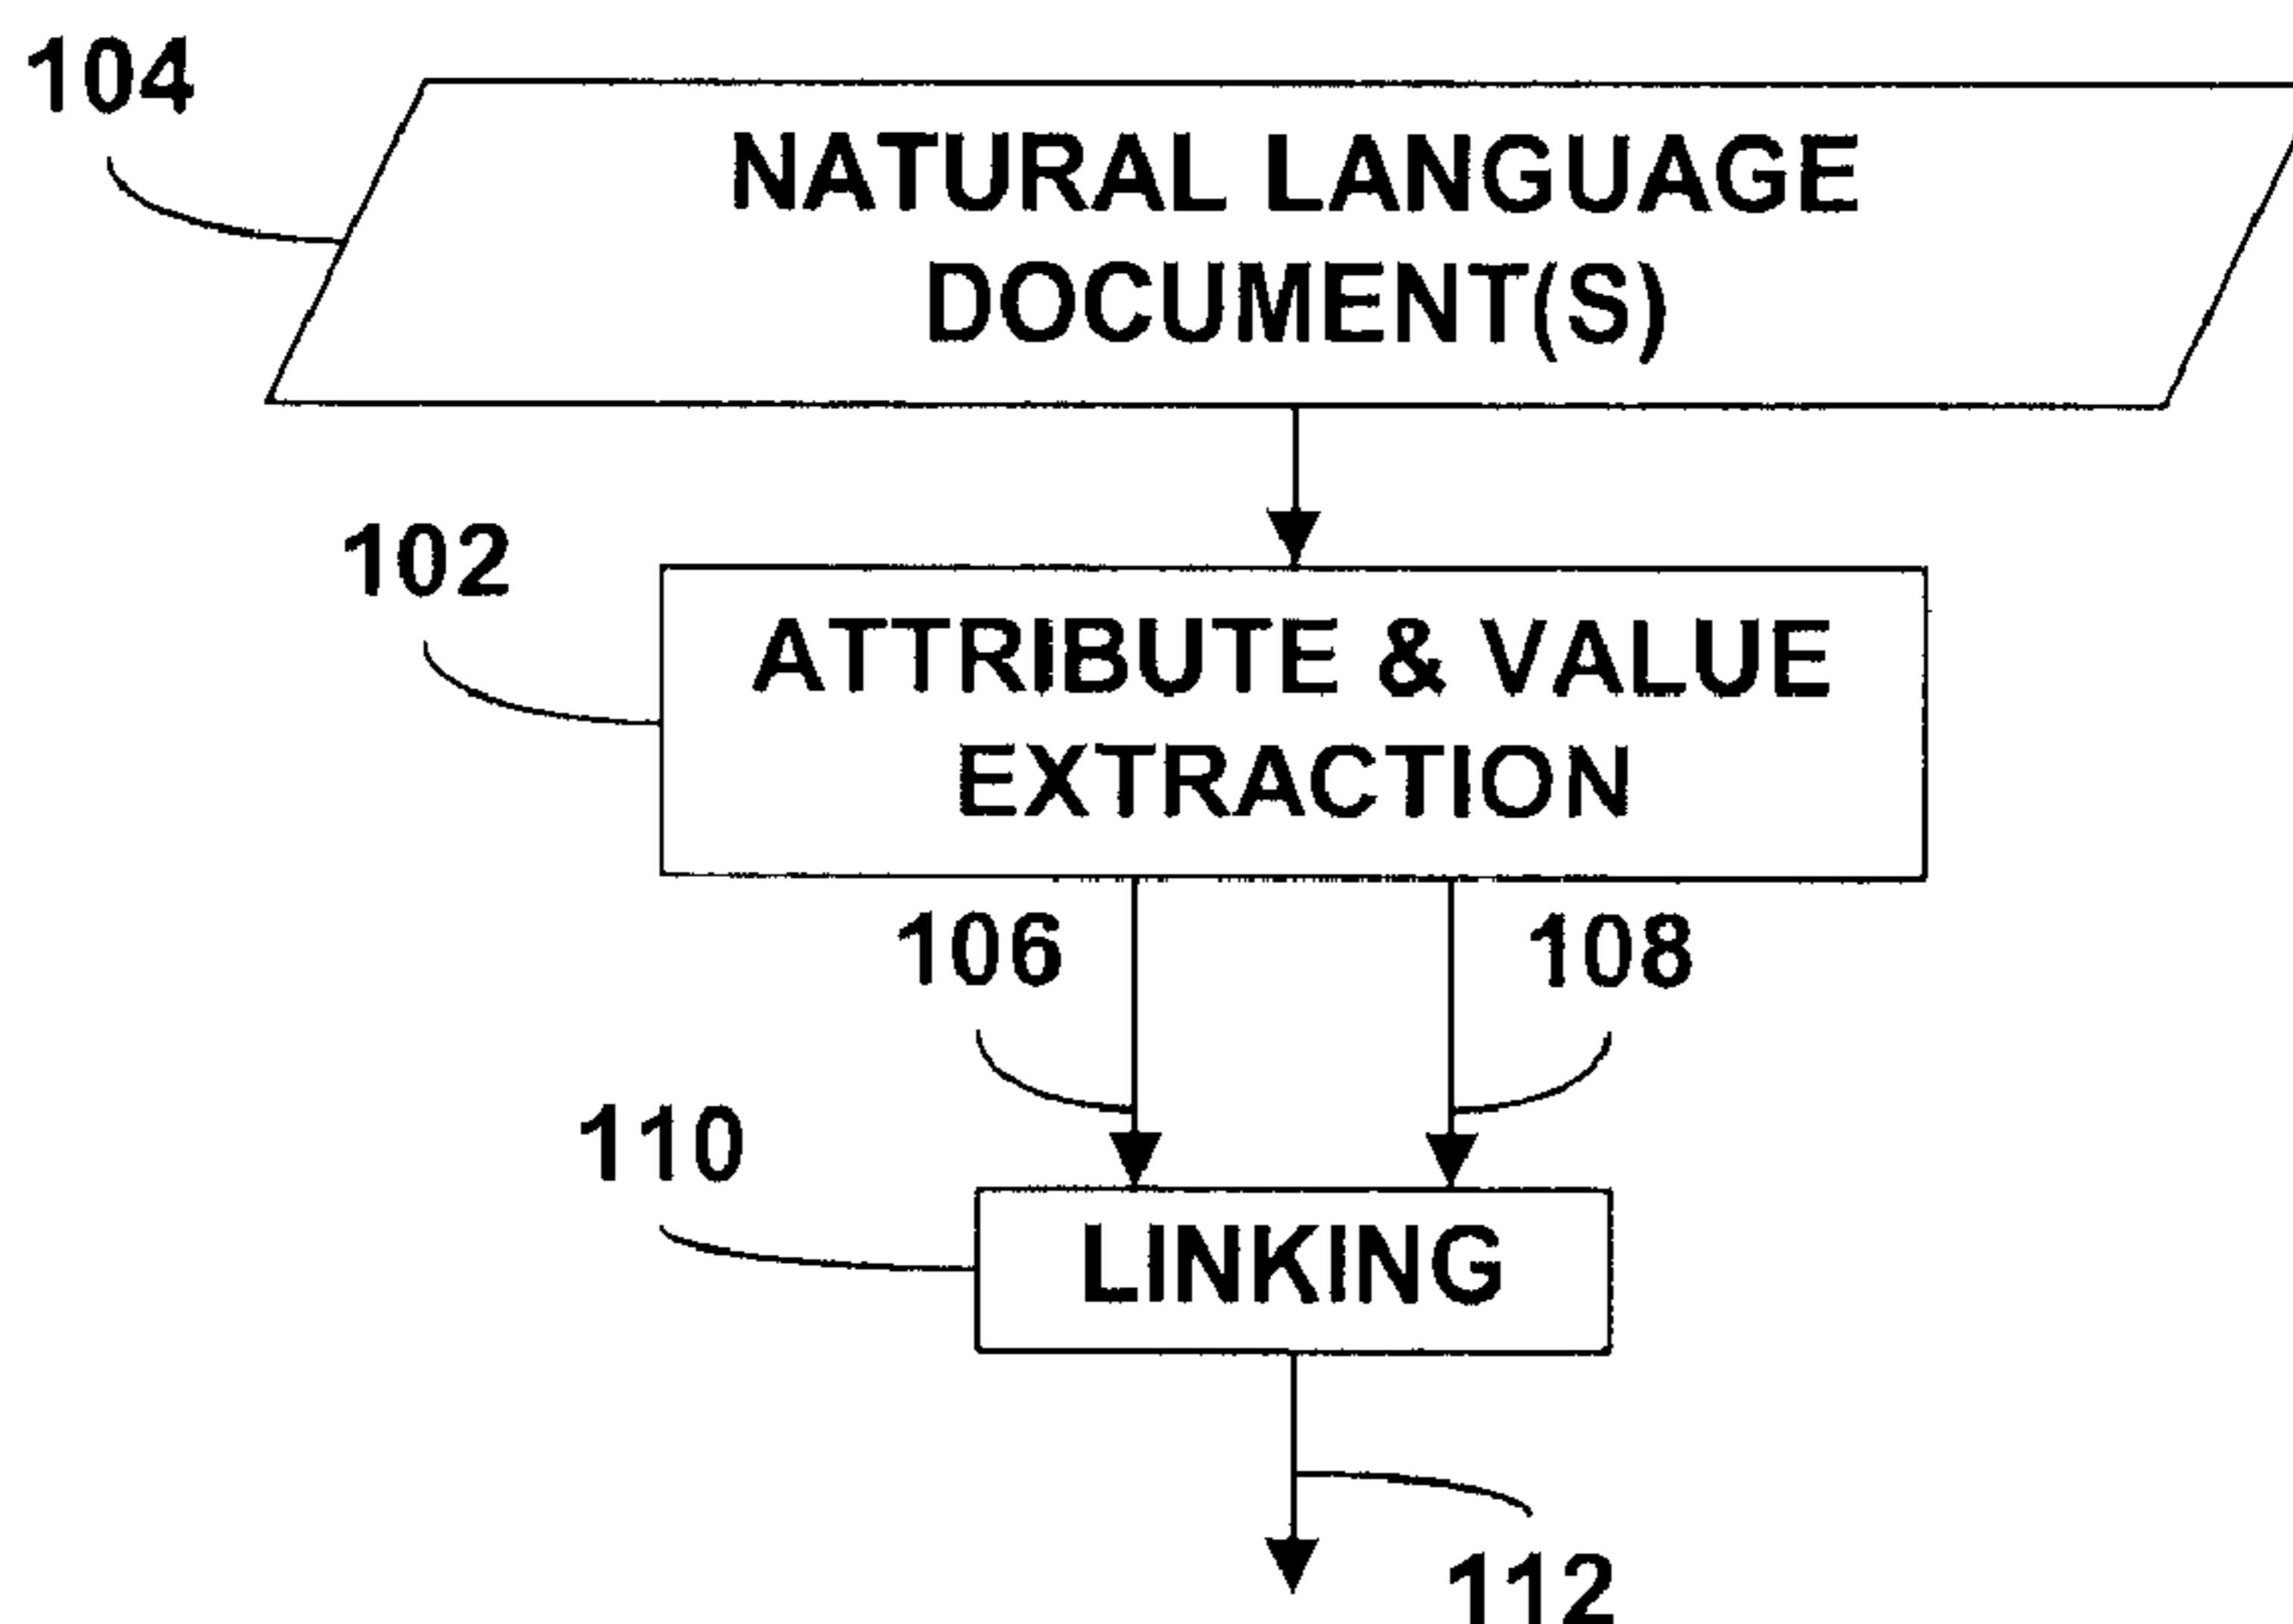 104
NATURAL LANGUAGE
DOCUMENT(S)
102
ATTRIBUTE & VALUE
EXTRACTION
106
108
110
LINKING
112